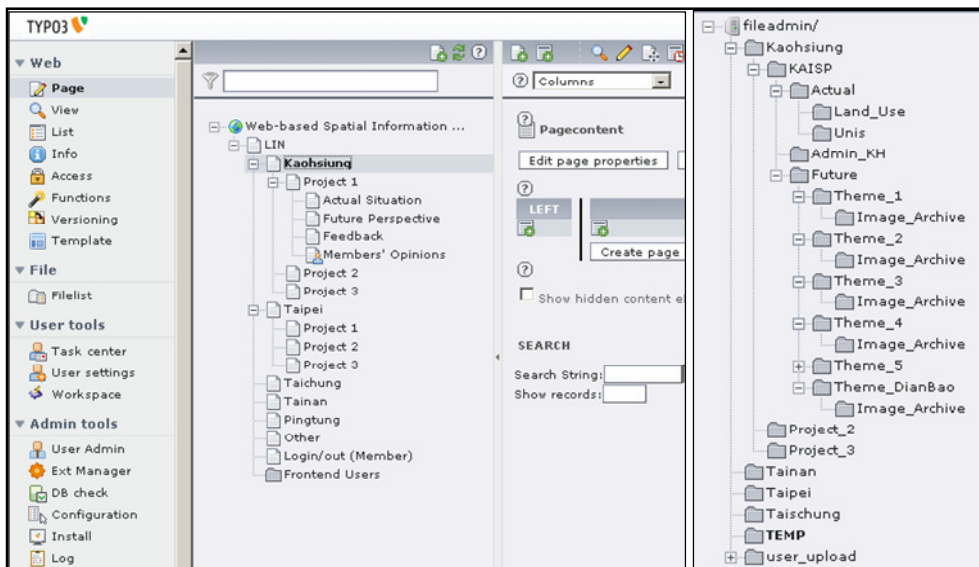 TYPO3
Web
Page
View
List
Info
Access
Functions
Versioning
Template
File
Filelist
User tools
Task center
User settings
Workspace
Admin tools
User Admin
Ext Manager
DB check
Configuration
Install
Log
Web-based Spatial Information ...
LIN
Kaohsiung
Project 1
Actual Situation
Future Perspective
Feedback
Members' Opinions
Project 2
Project 3
Taipei
Project 1
Project 2
Project 3
Taichung
Tainan
Pingtung
Other
Login/out (Member)
Frontend Users
Columns
Pagecontent
Edit page properties
LEFT
Create page
Show hidden content el
SEARCH
Search String:
Show records:
fileadmin/
Kaohsiung
KAISP
Actual
Land_Use
Unis
Admin_KH
Future
Theme_1
Image_Archive
Theme_2
Image_Archive
Theme_3
Image_Archive
Theme_4
Image_Archive
Theme_5
Theme_DianBao
Image_Archive
Project_2
Project_3
Tainan
Taipei
Taischung
TEMP
user_upload